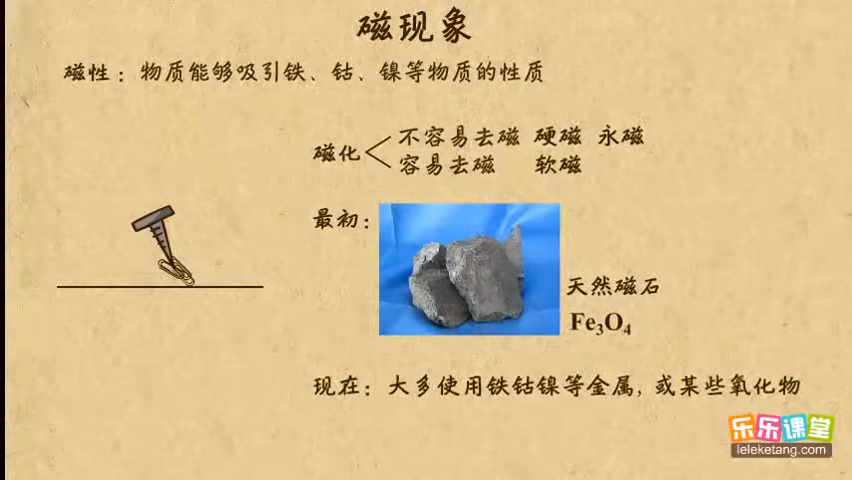 磁现象
磁性：物质能够吸引铁、钴、镍等物质的性质
磁化 不容易去磁 硬磁 永磁
容易去磁 软磁
最初：
天然磁石
Fe₃O₄
现在：大多使用铁钴镍等金属，或某些氧化物
乐乐课堂
leleketang.com